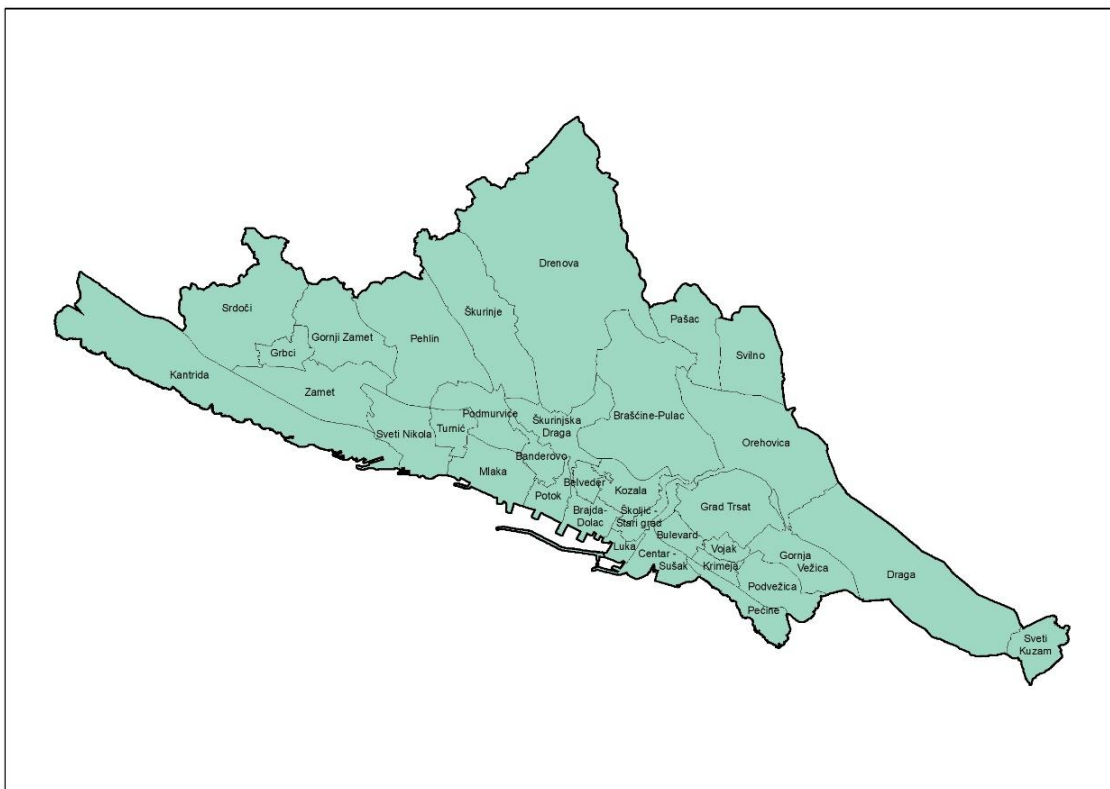 Drenova
Srdoči
Škurinje
Pašac
Gornji Zamet
Pehlin
Svilno
Grbci
Kantrida
Zamet
Podmurviće
Škurinjska
Draga
Brašćine-Pulac
Sveti Nikola
Turnić
Orehovica
Banderovo
Mlaka
Belveder
Kozala
Potok
Grad Trsat
Brajda-
Dolac
Školjić -
Stari grad
Bulevard
Luka
Vojak
Centar -
Sušak
Krimeja
Gornja
Vežica
Draga
Podvežica
Pećine
Sveti
Kuzam